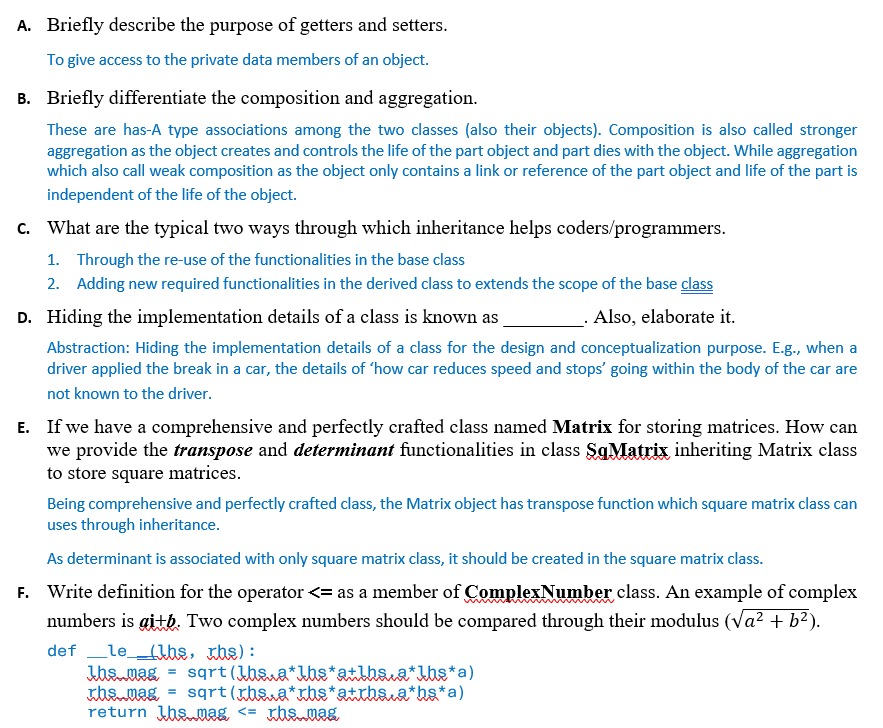 A. Briefly describe the purpose of getters and setters.
To give access to the private data members of an object.
B. Briefly differentiate the composition and aggregation.
These are has-A type associations among the two classes (also their objects). Composition is also called stronger
aggregation as the object creates and controls the life of the part object and part dies with the object. While aggregation
which also call weak composition as the object only contains a link or reference of the part object and life of the part is
independent of the life of the object.
C. What are the typical two ways through which inheritance helps coders/programmers.
1. Through the re-use of the functionalities in the base class
2. Adding new required functionalities in the derived class to extends the scope of the base class
D. Hiding the implementation details of a class is known as ________. Also, elaborate it.
Abstraction: Hiding the implementation details of a class for the design and conceptualization purpose. E.g., when a
driver applied the break in a car, the details of ‘how car reduces speed and stops’ going within the body of the car are
not known to the driver.
E. If we have a comprehensive and perfectly crafted class named Matrix for storing matrices. How can
we provide the transpose and determinant functionalities in class SqMatrix inheriting Matrix class
to store square matrices.
Being comprehensive and perfectly crafted class, the Matrix object has transpose function which square matrix class can
uses through inheritance.
As determinant is associated with only square matrix class, it should be created in the square matrix class.
F. Write definition for the operator <= as a member of ComplexNumber class. An example of complex
numbers is ai+b. Two complex numbers should be compared through their modulus (√a² + b²).
def __le__(lhs, rhs):
lhs_mag = sqrt(lhs.a*lhs*a+lhs.a*lhs*a)
rhs_mag = sqrt(rhs.a*rhs*a+rhs.a*hs*a)
return lhs_mag <= rhs_mag